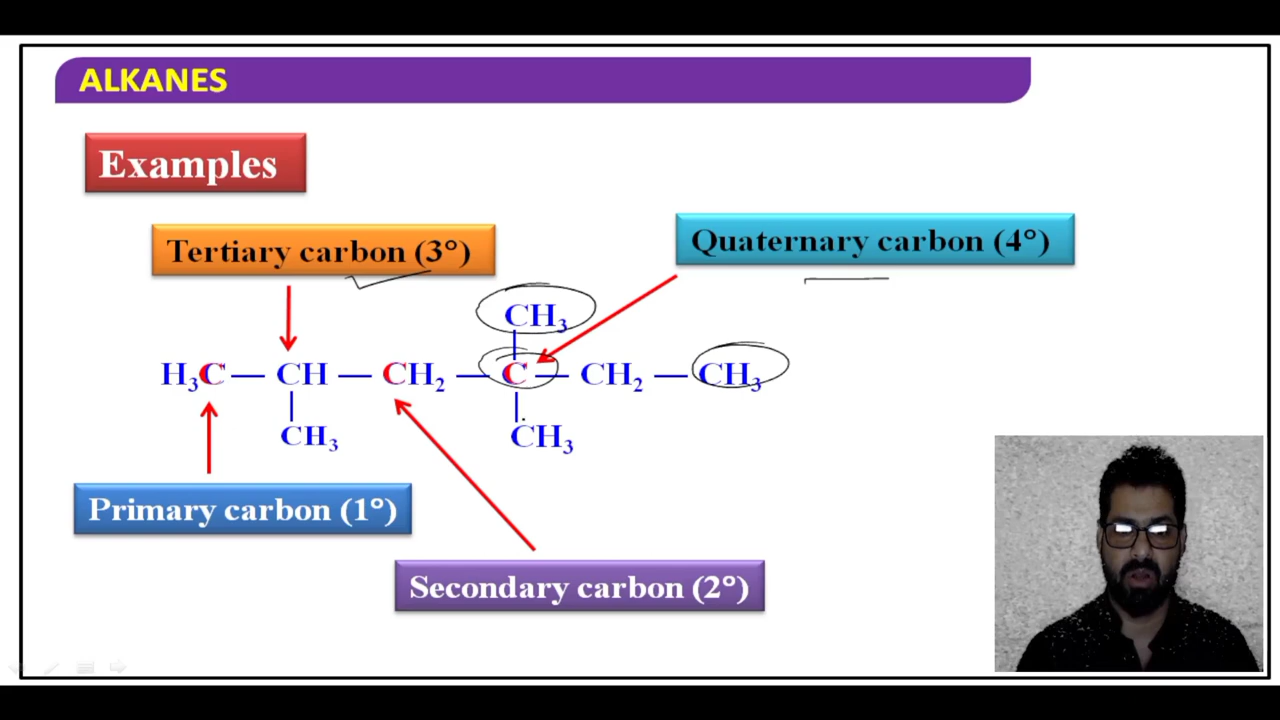 ALKANES
Examples
Tertiary carbon (3°)
Quaternary carbon (4°)
CH₃
H₃C — CH — CH₂ — C — CH₂ — CH₃
CH₃ CH₃
Primary carbon (1°)
Secondary carbon (2°)